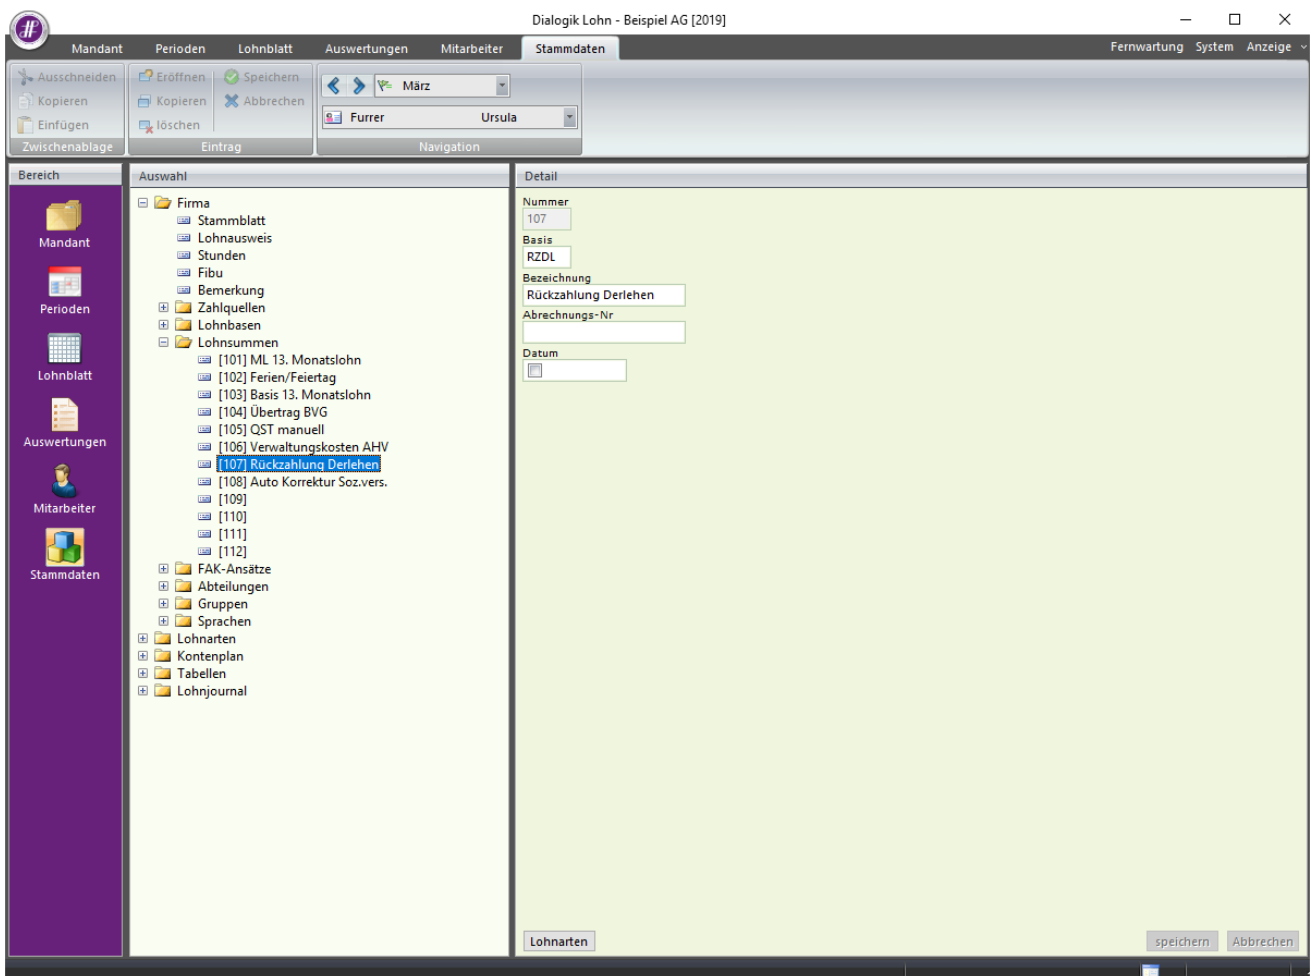 Dialogik Lohn - Beispiel AG [2019]
Mandant Perioden Lohnblatt Auswertungen Mitarbeiter Stammdaten Fernwartung System Anzeige
Ausschneiden Eröffnen Speichern
März
Kopieren Kopieren Abbrechen
Einfügen löschen
Furrer Ursula
Zwischenablage Eintrag Navigation
Bereich
Mandant
Perioden
Lohnblatt
Auswertungen
Mitarbeiter
Stammdaten
Auswahl
Firma
Stammblatt
Lohnausweis
Stunden
Fibu
Bemerkung
Zahlquellen
Lohnbasen
Lohnsummen
[101] ML 13. Monatslohn
[102] Ferien/Feiertag
[103] Basis 13. Monatslohn
[104] Übertrag BVG
[105] QST manuell
[106] Verwaltungskosten AHV
[107] Rückzahlung Derlehen
[108] Auto Korrektur Soz.vers.
[109]
[110]
[111]
[112]
FAK-Ansätze
Abteilungen
Gruppen
Sprachen
Lohnarten
Kontenplan
Tabellen
Lohnjournal
Detail
Nummer
107
Basis
RZDL
Bezeichnung
Rückzahlung Derlehen
Abrechnungs-Nr
Datum
Lohnarten speichern Abbrechen